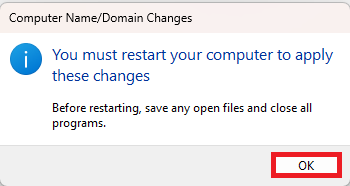 Computer Name/Domain Changes
You must restart your computer to apply
these changes
Before restarting, save any open files and close all
programs.
OK